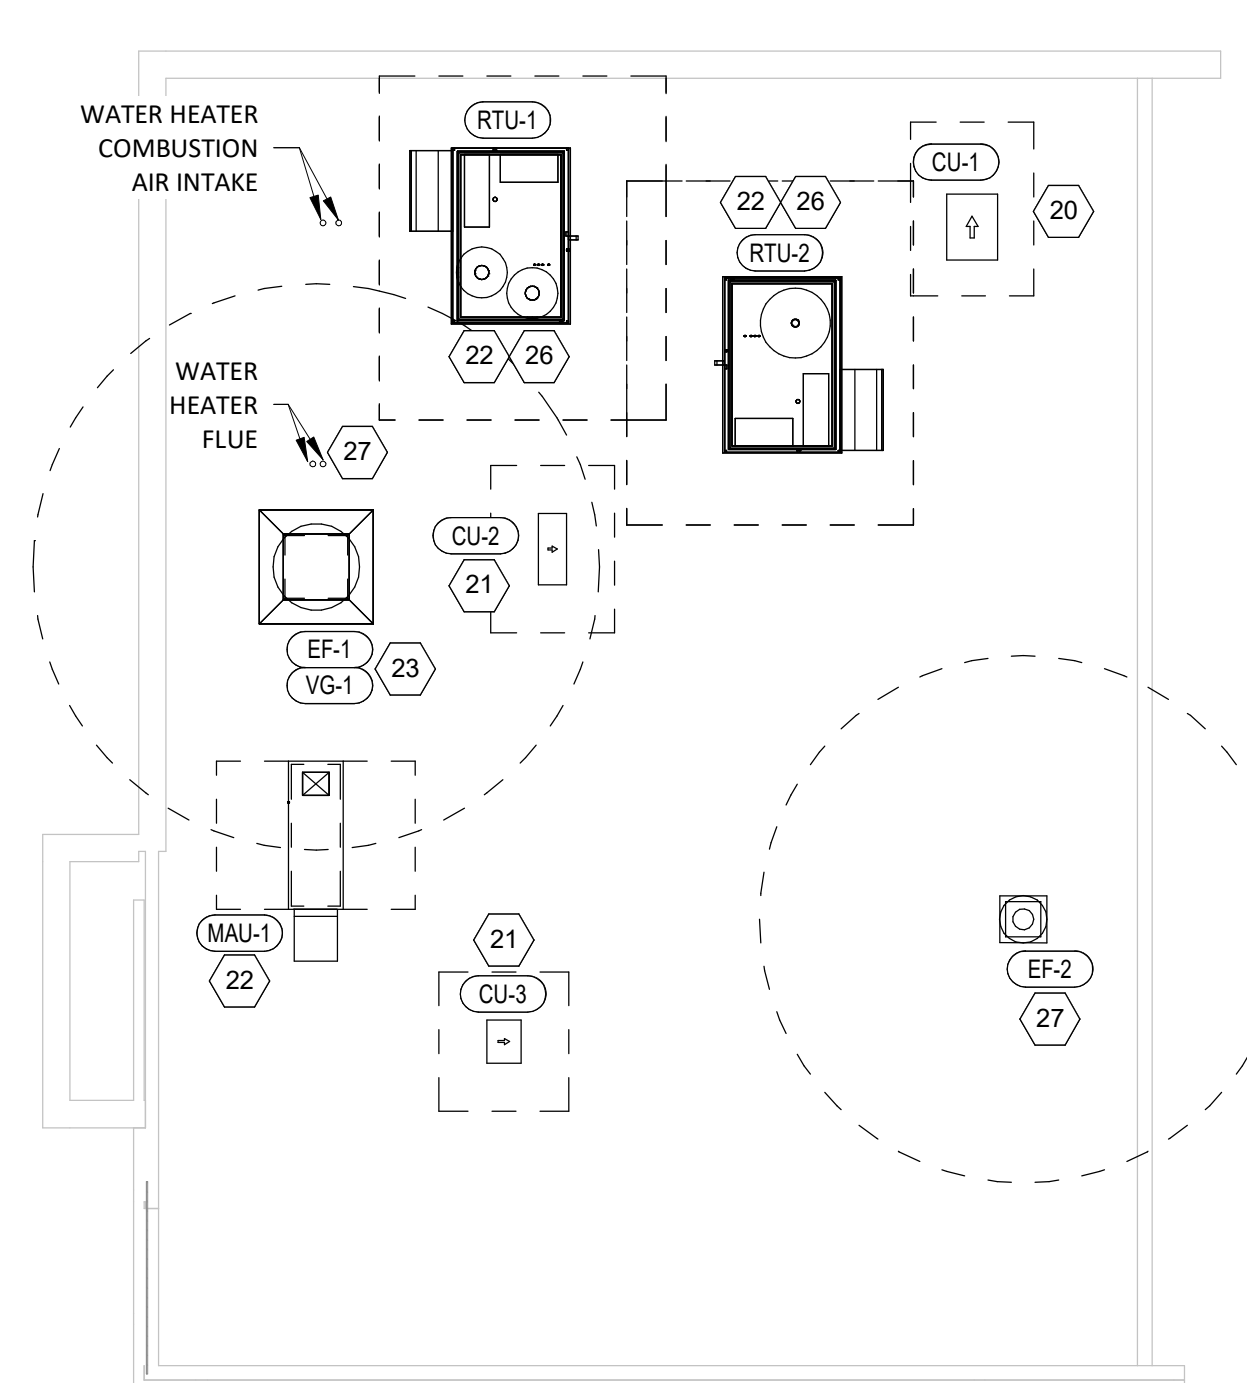 WATER HEATER
COMBUSTION
AIR INTAKE
RTU-1
CU-1
22 26
20
RTU-2
22 26
WATER
HEATER
FLUE
27
CU-2
21
EF-1
23
VG-1
MAU-1
22
21
CU-3
EF-2
27